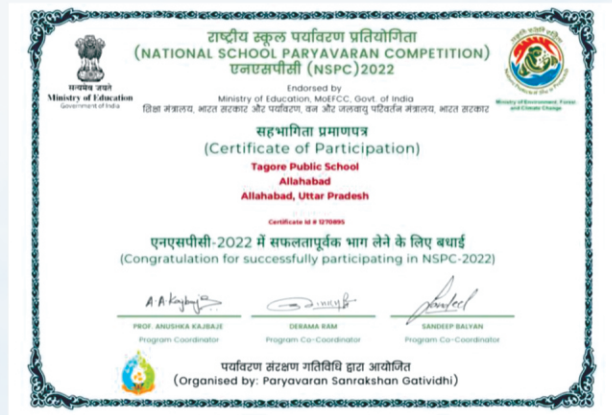 राष्ट्रीय स्कूल पर्यावरण प्रतियोगिता
(NATIONAL SCHOOL PARYAVARAN COMPETITION)
एनएसपीसी (NSPC)2022
सत्यमेव जयते
Ministry of Education
Government of India
Ministry of Environment, Forest
and Climate Change
Endorsed by
Ministry of Education, MoEFCC, Govt. of India
शिक्षा मंत्रालय, भारत सरकार और पर्यावरण, वन और जलवायु परिवर्तन मंत्रालय, भारत सरकार
सहभागिता प्रमाणपत्र
(Certificate of Participation)
Tagore Public School
Allahabad
Allahabad, Uttar Pradesh
Certificate Id # 1270895
एनएसपीसी-2022 में सफलतापूर्वक भाग लेने के लिए बधाई
(Congratulation for successfully participating in NSPC-2022)
A.A.Kajbaje
PROF. ANUSHKA KAJBAJE
Program Coordinator
DERAMA RAM
Program Co-Coordinator
SANDEEP BALYAN
Program Co-Coordinator
पर्यावरण संरक्षण गतिविधि द्वारा आयोजित
(Organised by: Paryavaran Sanrakshan Gatividhi)